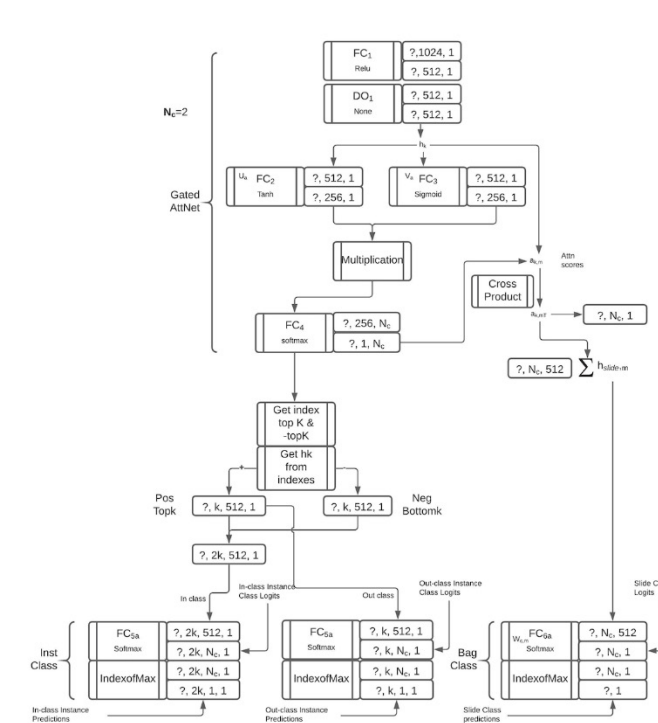 FC1
Relu
?,1024, 1
?, 512, 1
DO1
None
?, 512, 1
?, 512, 1
Nc=2
hk
Gated
AttNet
Ua FC2
Tanh
?, 512, 1
?, 256, 1
Va FC3
Sigmoid
?, 512, 1
?, 256, 1
Multiplication
ak,m
Attn
scores
Cross
Product
?, Nc, 1
FC4
softmax
?, 256, Nc
?, 1, Nc
?, Nc, 512
∑ hslide,m
Get index
top K &
-topK
Get hk
from
indexes
+
-
Pos
Topk
?, k, 512, 1
?, k, 512, 1
Neg
Bottomk
?, 2k, 512, 1
In class
In-class Instance
Class Logits
Out class
Out-class Instance
Class Logits
Slide C
Logits
Inst
Class
FC5a
Softmax
?, 2k, 512, 1
?, 2k, Nc, 1
IndexofMax
?, 2k, Nc, 1
?, 2k, 1, 1
FC5a
Softmax
?, k, 512, 1
?, k, Nc, 1
IndexofMax
?, k, Nc, 1
?, k, 1, 1
Bag
Class
FC6a
Softmax
?, Nc, 512
?, Nc, 1
IndexofMax
?, Nc, 1
?, 1
In-class Instance
Predictions
Out-class Instance
Predictions
Slide Class
predictions